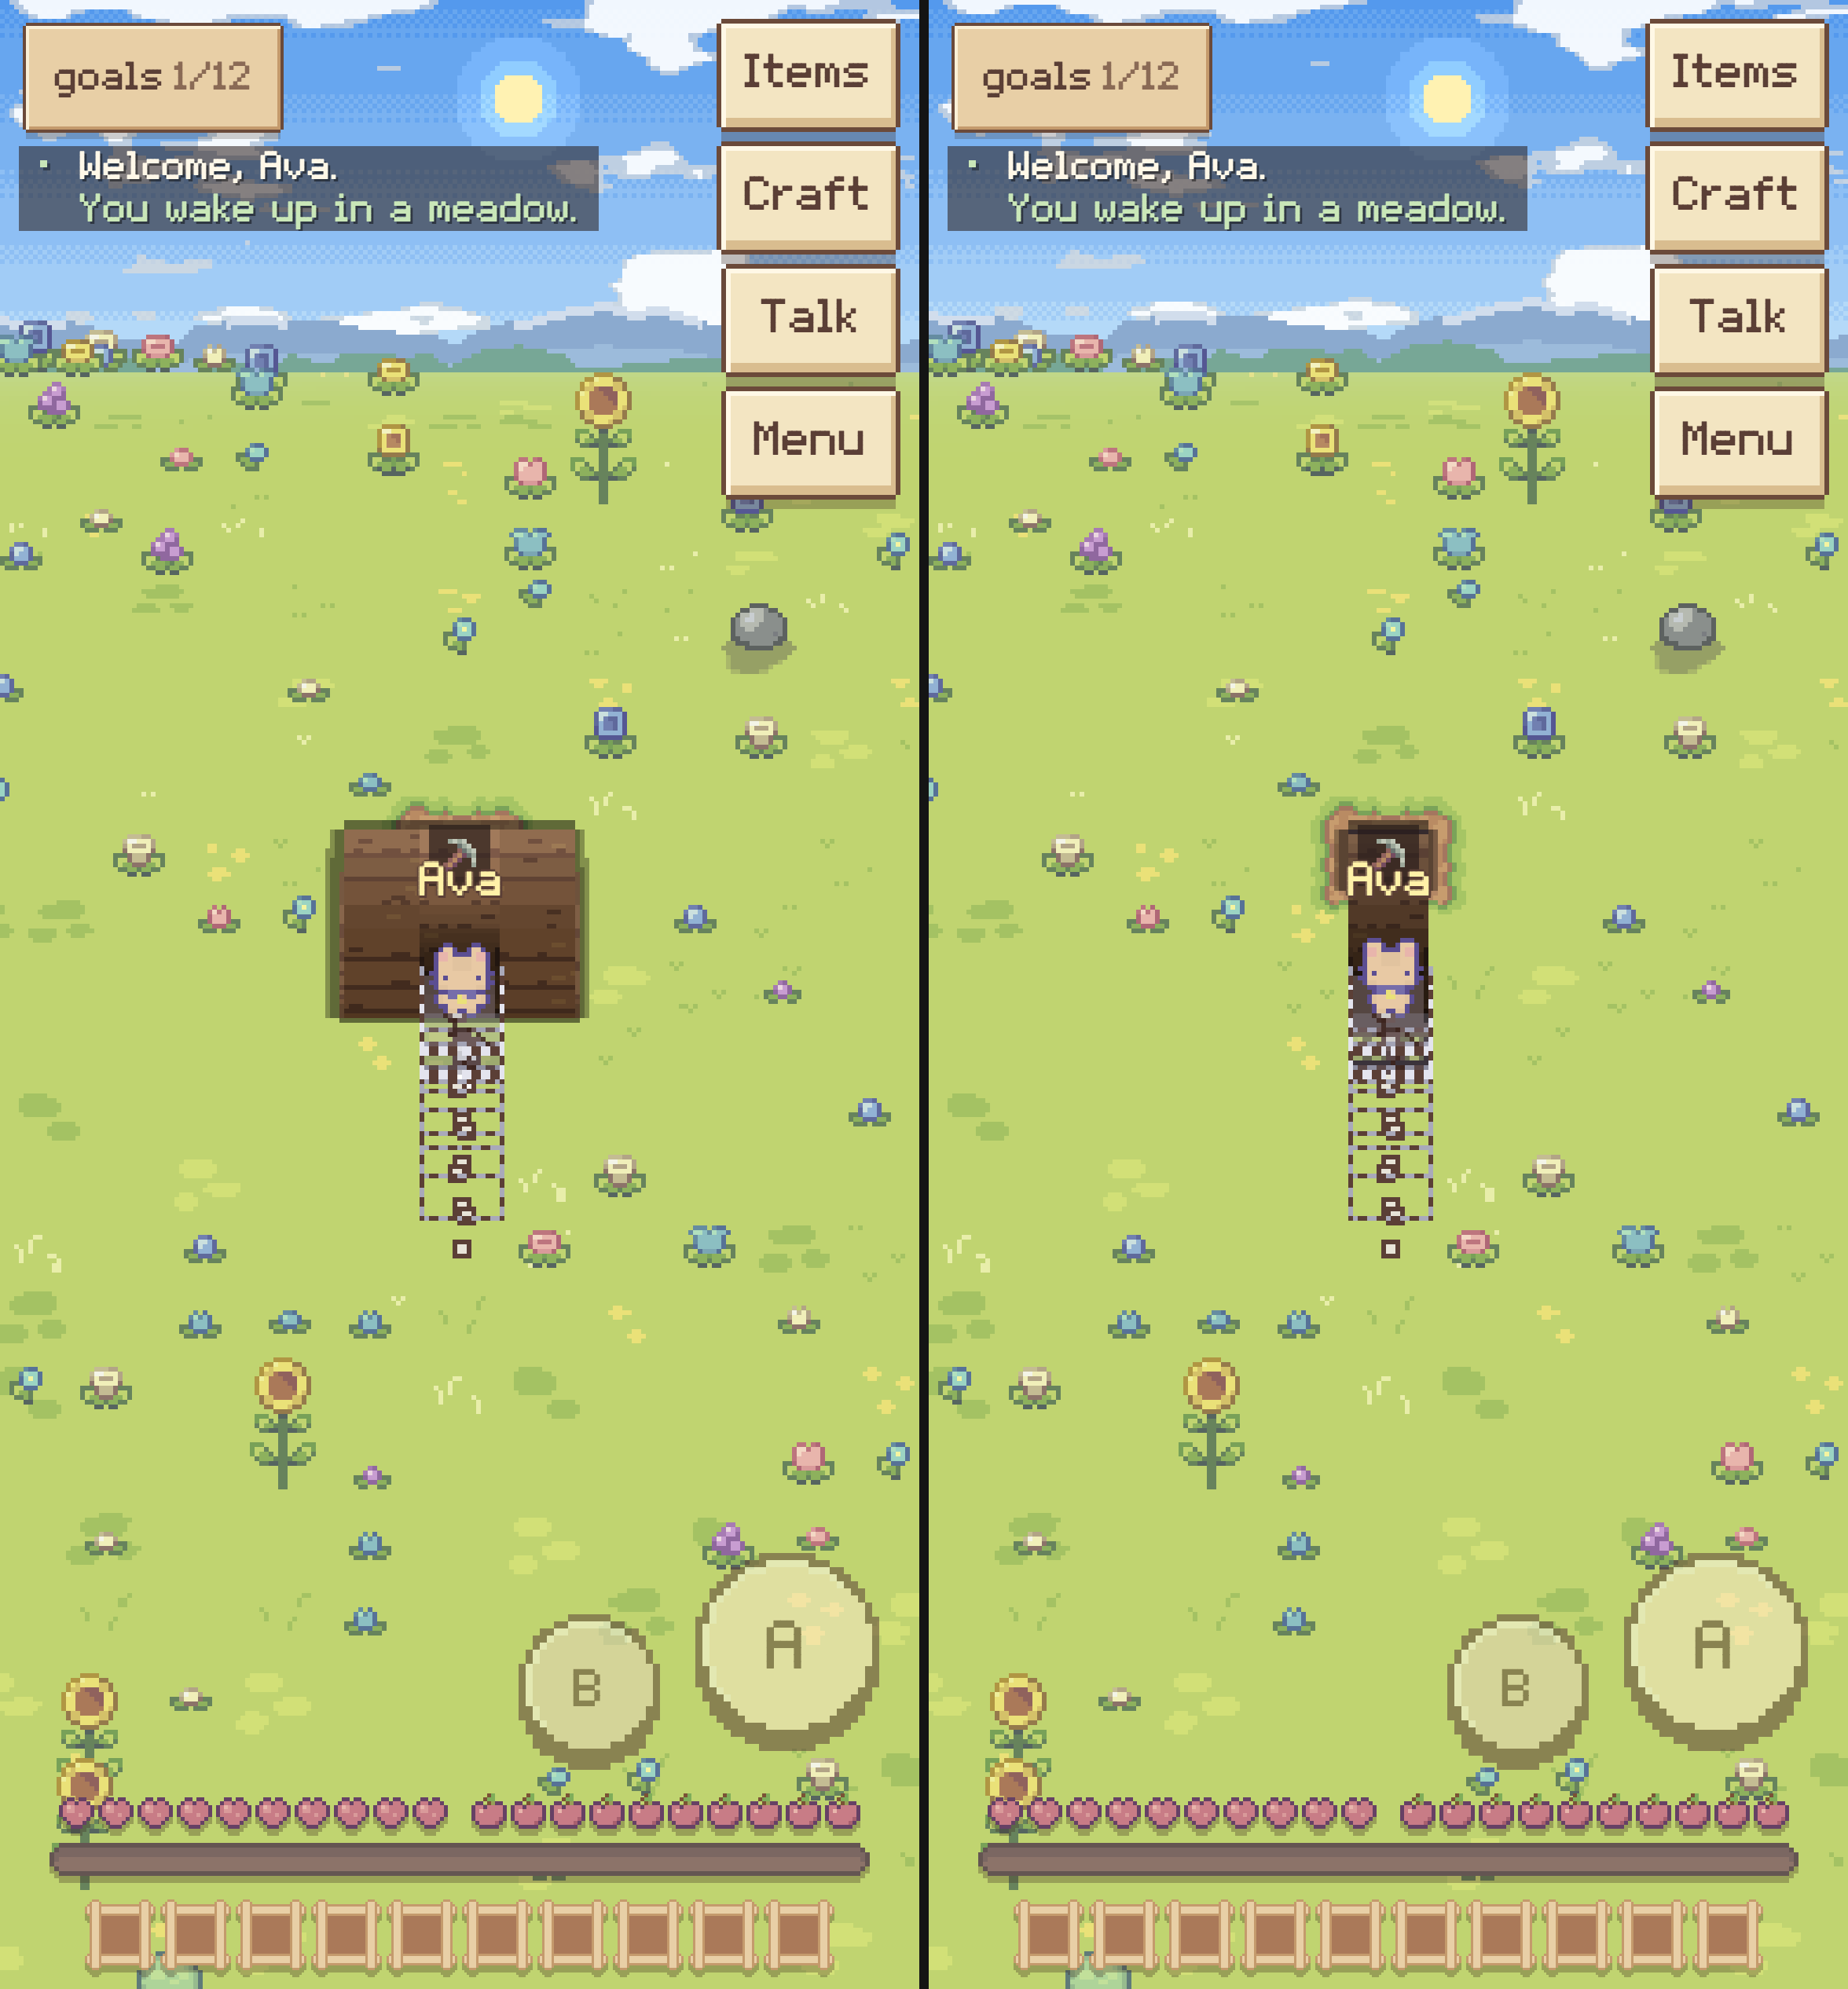 goals 1/12
Items
· Welcome, Ava.
You wake up in a meadow.
Craft
Talk
Menu
Ava
A
B
goals 1/12
Items
· Welcome, Ava.
You wake up in a meadow.
Craft
Talk
Menu
Ava
A
B